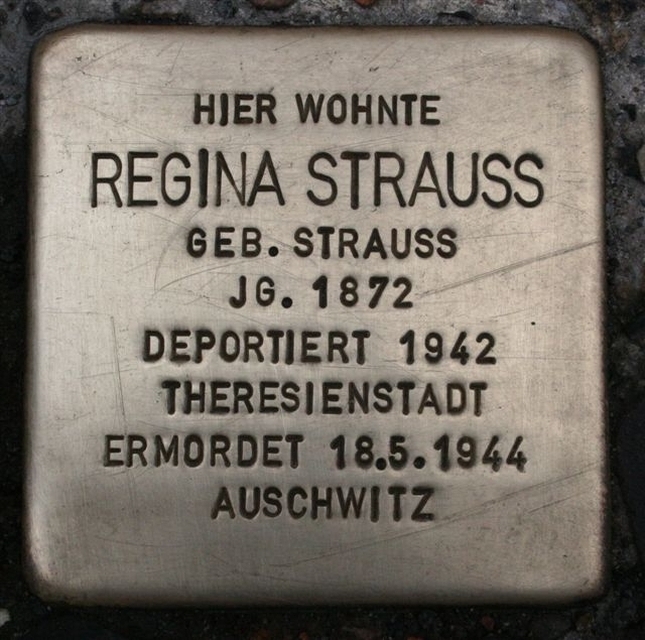 HIER WOHNTE
REGINA STRAUSS
GEB. STRAUSS
JG. 1872
DEPORTIERT 1942
THERESIENSTADT
ERMORDET 18.5.1944
AUSCHWITZ